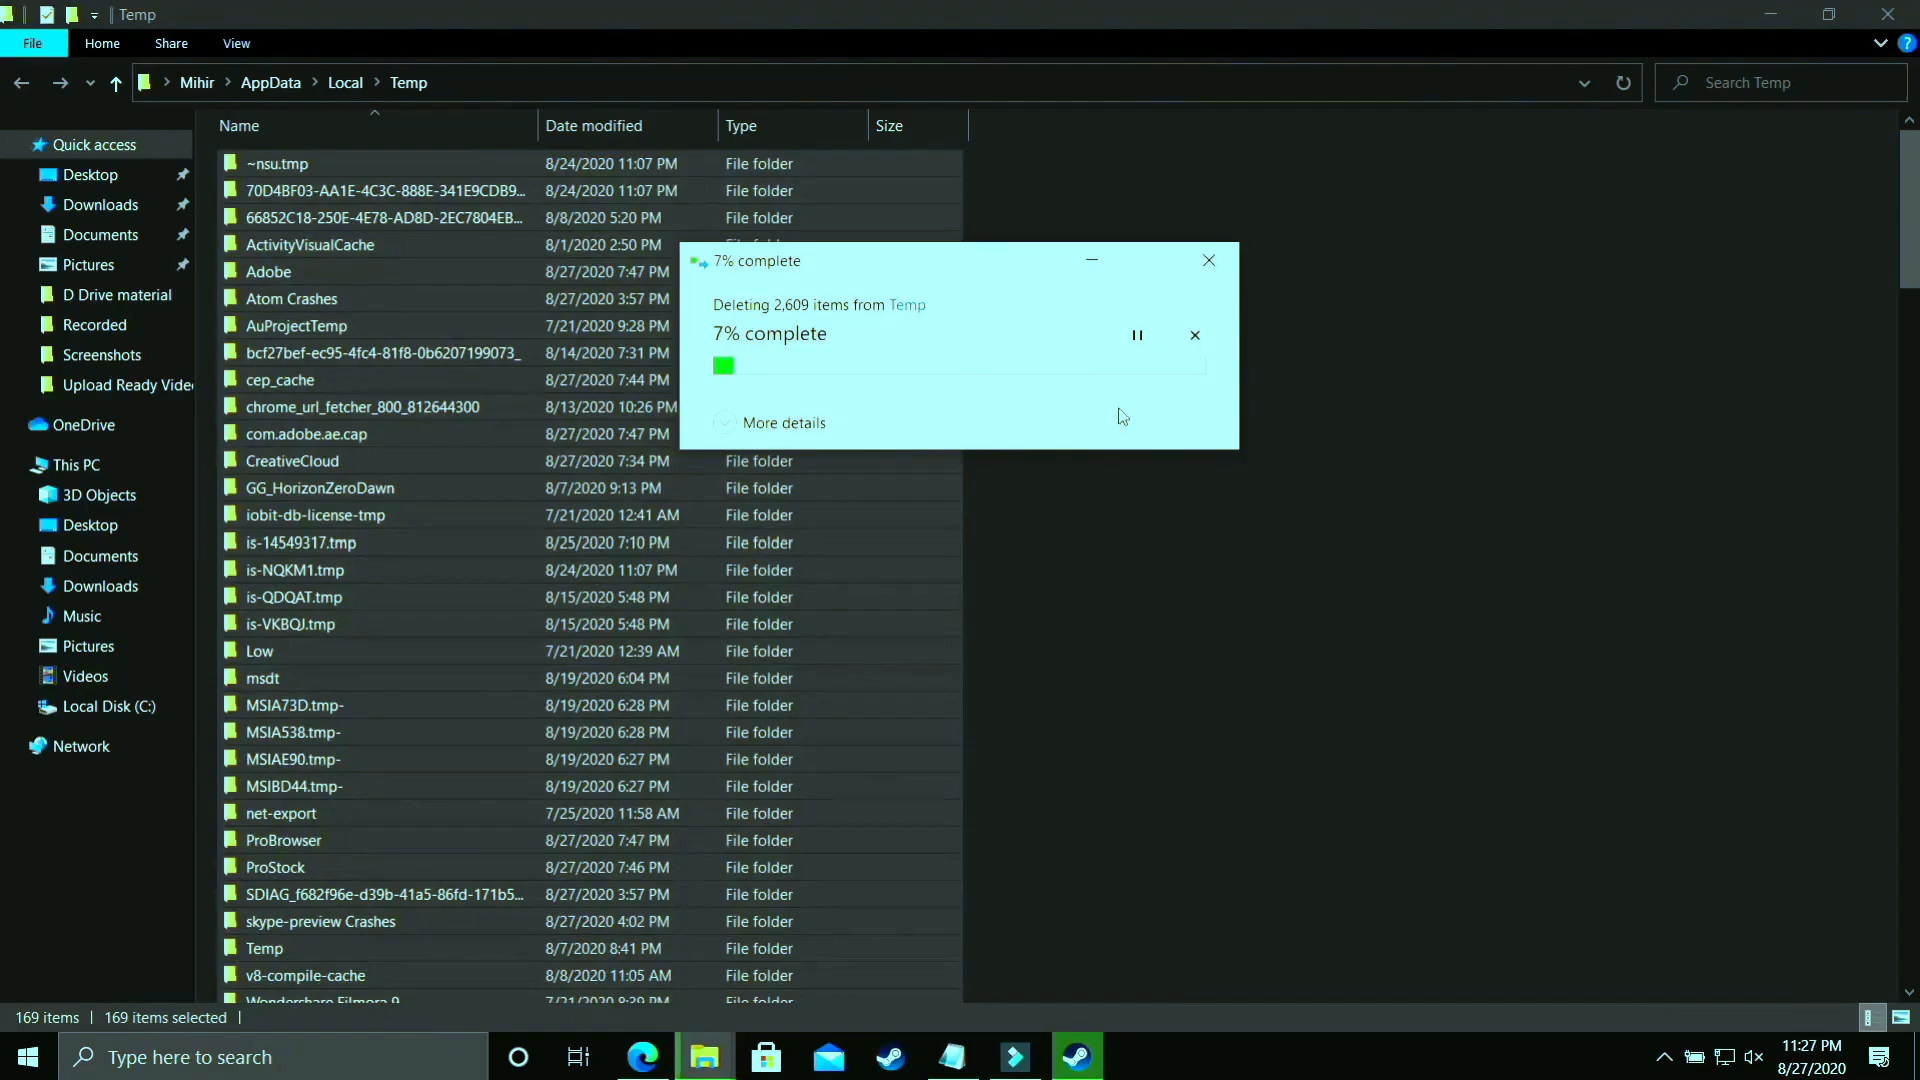 Temp
File Home Share View
Mihir AppData Local Temp Search Temp
Name Date modified Type Size
Quick access
Desktop
Downloads
Documents
Pictures
D Drive material
Recorded
Screenshots
Upload Ready Vide
OneDrive
This PC
3D Objects
Desktop
Documents
Downloads
Music
Pictures
Videos
Local Disk (C:)
Network
~nsu.tmp 8/24/2020 11:07 PM File folder
70D4BF03-AA1E-4C3C-888E-341E9CDB9... 8/24/2020 11:07 PM File folder
66852C18-250E-4E78-AD8D-2EC7804EB... 8/8/2020 5:20 PM File folder
ActivityVisualCache 8/1/2020 2:50 PM
Adobe 8/27/2020 7:47 PM
Atom Crashes 8/27/2020 3:57 PM
AuProjectTemp 7/21/2020 9:28 PM
bcf27bef-ec95-4fc4-81f8-0b6207199073_ 8/14/2020 7:31 PM
cep_cache 8/27/2020 7:44 PM
chrome_url_fetcher_800_812644300 8/13/2020 10:26 PM
com.adobe.ae.cap 8/27/2020 7:47 PM
CreativeCloud 8/27/2020 7:34 PM File folder
GG_HorizonZeroDawn 8/7/2020 9:13 PM File folder
iobit-db-license-tmp 7/21/2020 12:41 AM File folder
is-14549317.tmp 8/25/2020 7:10 PM File folder
is-NQKM1.tmp 8/24/2020 11:07 PM File folder
is-QDQAT.tmp 8/15/2020 5:48 PM File folder
is-VKBQJ.tmp 8/15/2020 5:48 PM File folder
Low 7/21/2020 12:39 AM File folder
msdt 8/19/2020 6:04 PM File folder
MSIA73D.tmp- 8/19/2020 6:28 PM File folder
MSIA538.tmp- 8/19/2020 6:28 PM File folder
MSIAE90.tmp- 8/19/2020 6:27 PM File folder
MSIBD44.tmp- 8/19/2020 6:27 PM File folder
net-export 7/25/2020 11:58 AM File folder
ProBrowser 8/27/2020 7:47 PM File folder
ProStock 8/27/2020 7:46 PM File folder
SDIAG_f682f96e-d39b-41a5-86fd-171b5... 8/27/2020 3:57 PM File folder
skype-preview Crashes 8/27/2020 4:02 PM File folder
Temp 8/7/2020 8:41 PM File folder
v8-compile-cache 8/8/2020 11:05 AM File folder
Wondershare Filmora 9 7/21/2020 8:39 PM File folder
7% complete
Deleting 2,609 items from Temp
7% complete
More details
169 items 169 items selected
Type here to search
11:27 PM
8/27/2020